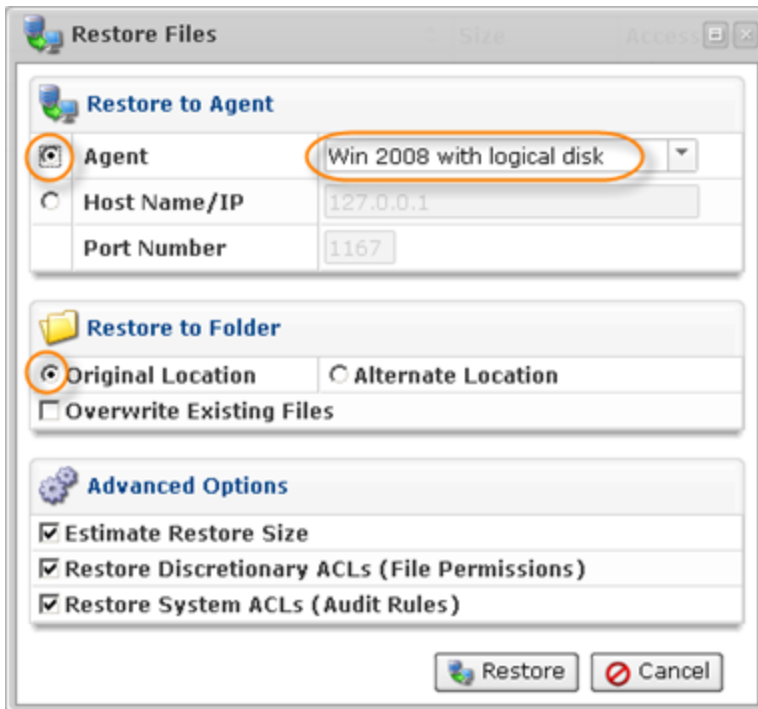 Restore Files Size Access
Restore to Agent
Agent Win 2008 with logical disk
Host Name/IP 127.0.0.1
Port Number 1167
Restore to Folder
Original Location Alternate Location
Overwrite Existing Files
Advanced Options
Estimate Restore Size
Restore Discretionary ACLs (File Permissions)
Restore System ACLs (Audit Rules)
Restore Cancel